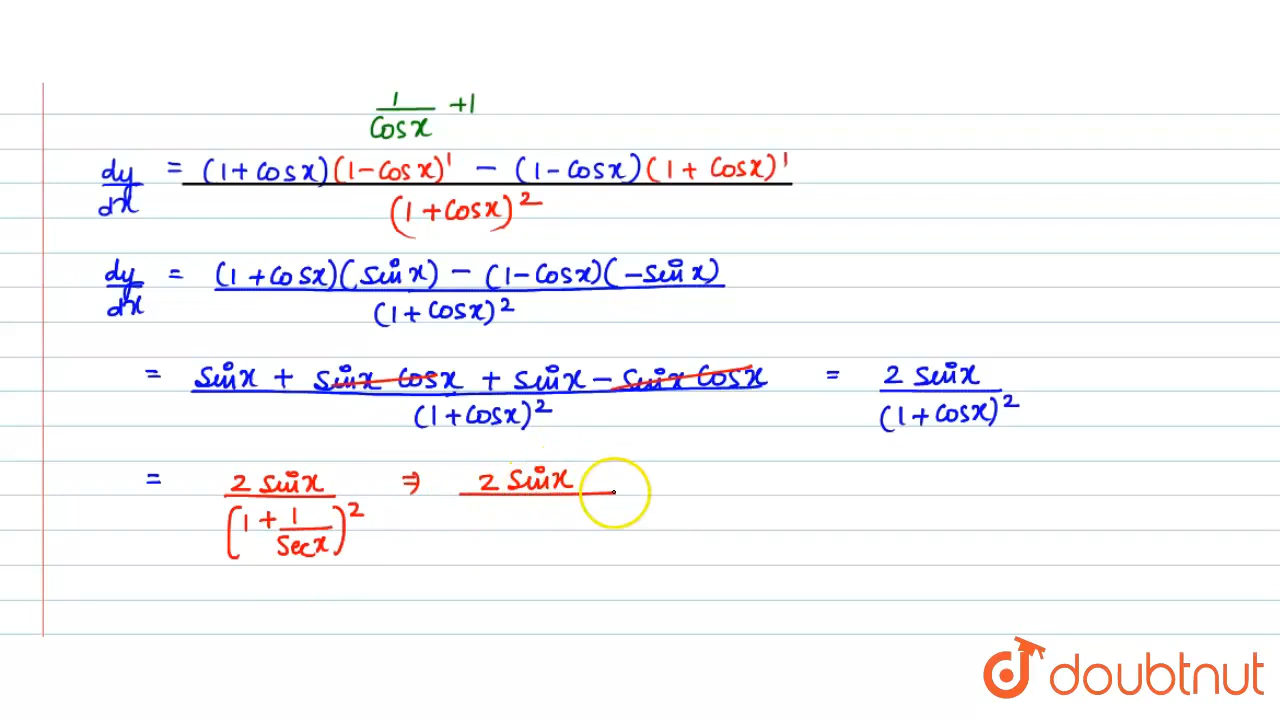 1/cosx +1
dy/dx = (1+cosx)(1-cosx)' - (1-cosx)(1+cosx)' / (1+cosx)²
dy/dx = (1+cosx)(sinx) - (1-cosx)(-sinx) / (1+cosx)²
= sinx + sinx cosx + sinx - sinx cosx / (1+cosx)² = 2 sinx / (1+cosx)²
= 2 sinx / (1+1/secx)² ⇒ 2 sinx
doubtnut